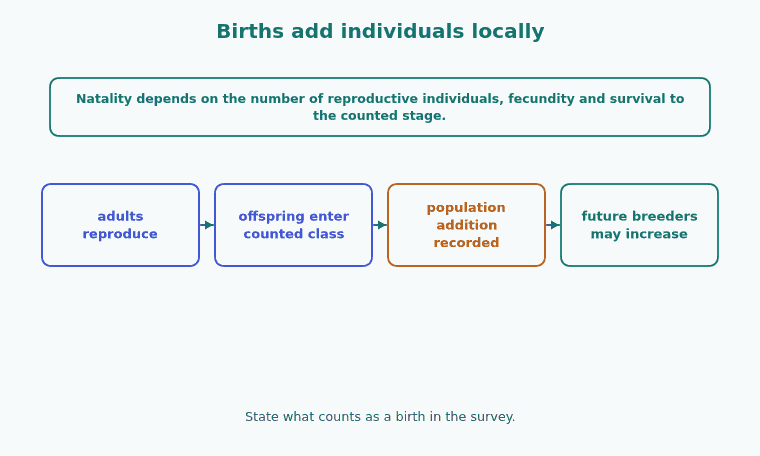 Births add individuals locally
Natality depends on the number of reproductive individuals, fecundity and survival to
the counted stage.
adults
reproduce
offspring enter
counted class
population
addition
recorded
future breeders
may increase
State what counts as a birth in the survey.